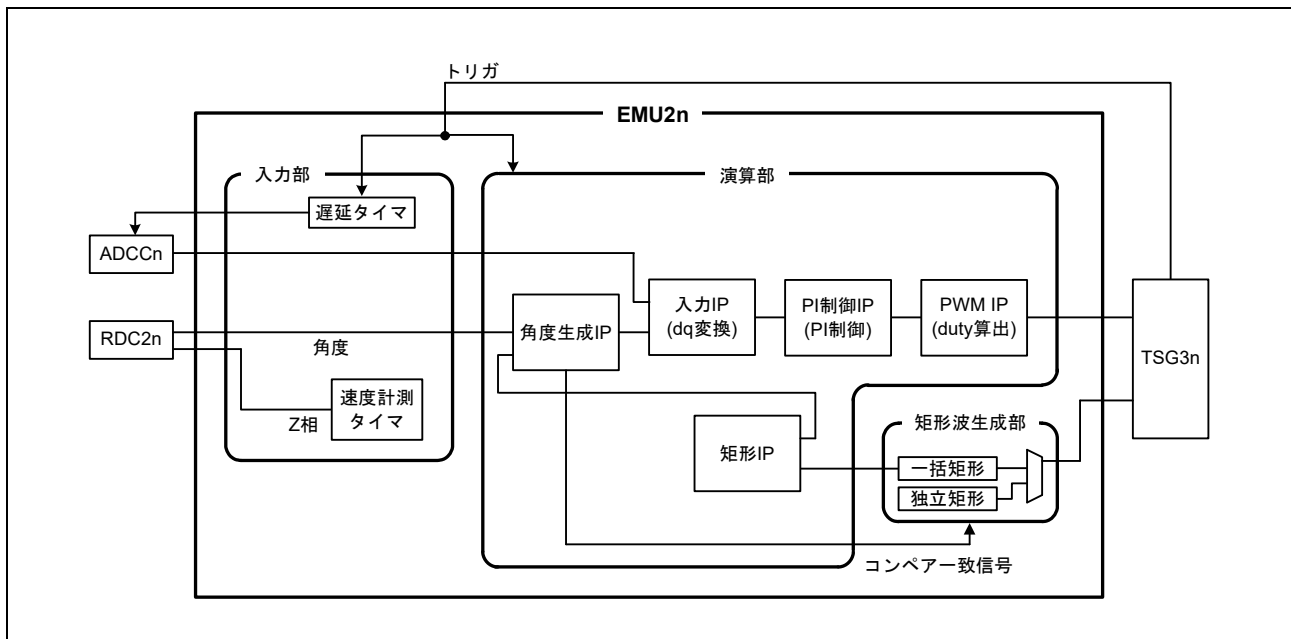 トリガ
EMU2n
入力部
演算部
遅延タイマ
ADCCn
入力IP
(dq変換)
PI制御IP
(PI制御)
PWM IP
(duty算出)
角度生成IP
RDC2n
角度
TSG3n
速度計測
タイマ
Z相
矩形波生成部
矩形IP
一括矩形
独立矩形
コンペア一致信号